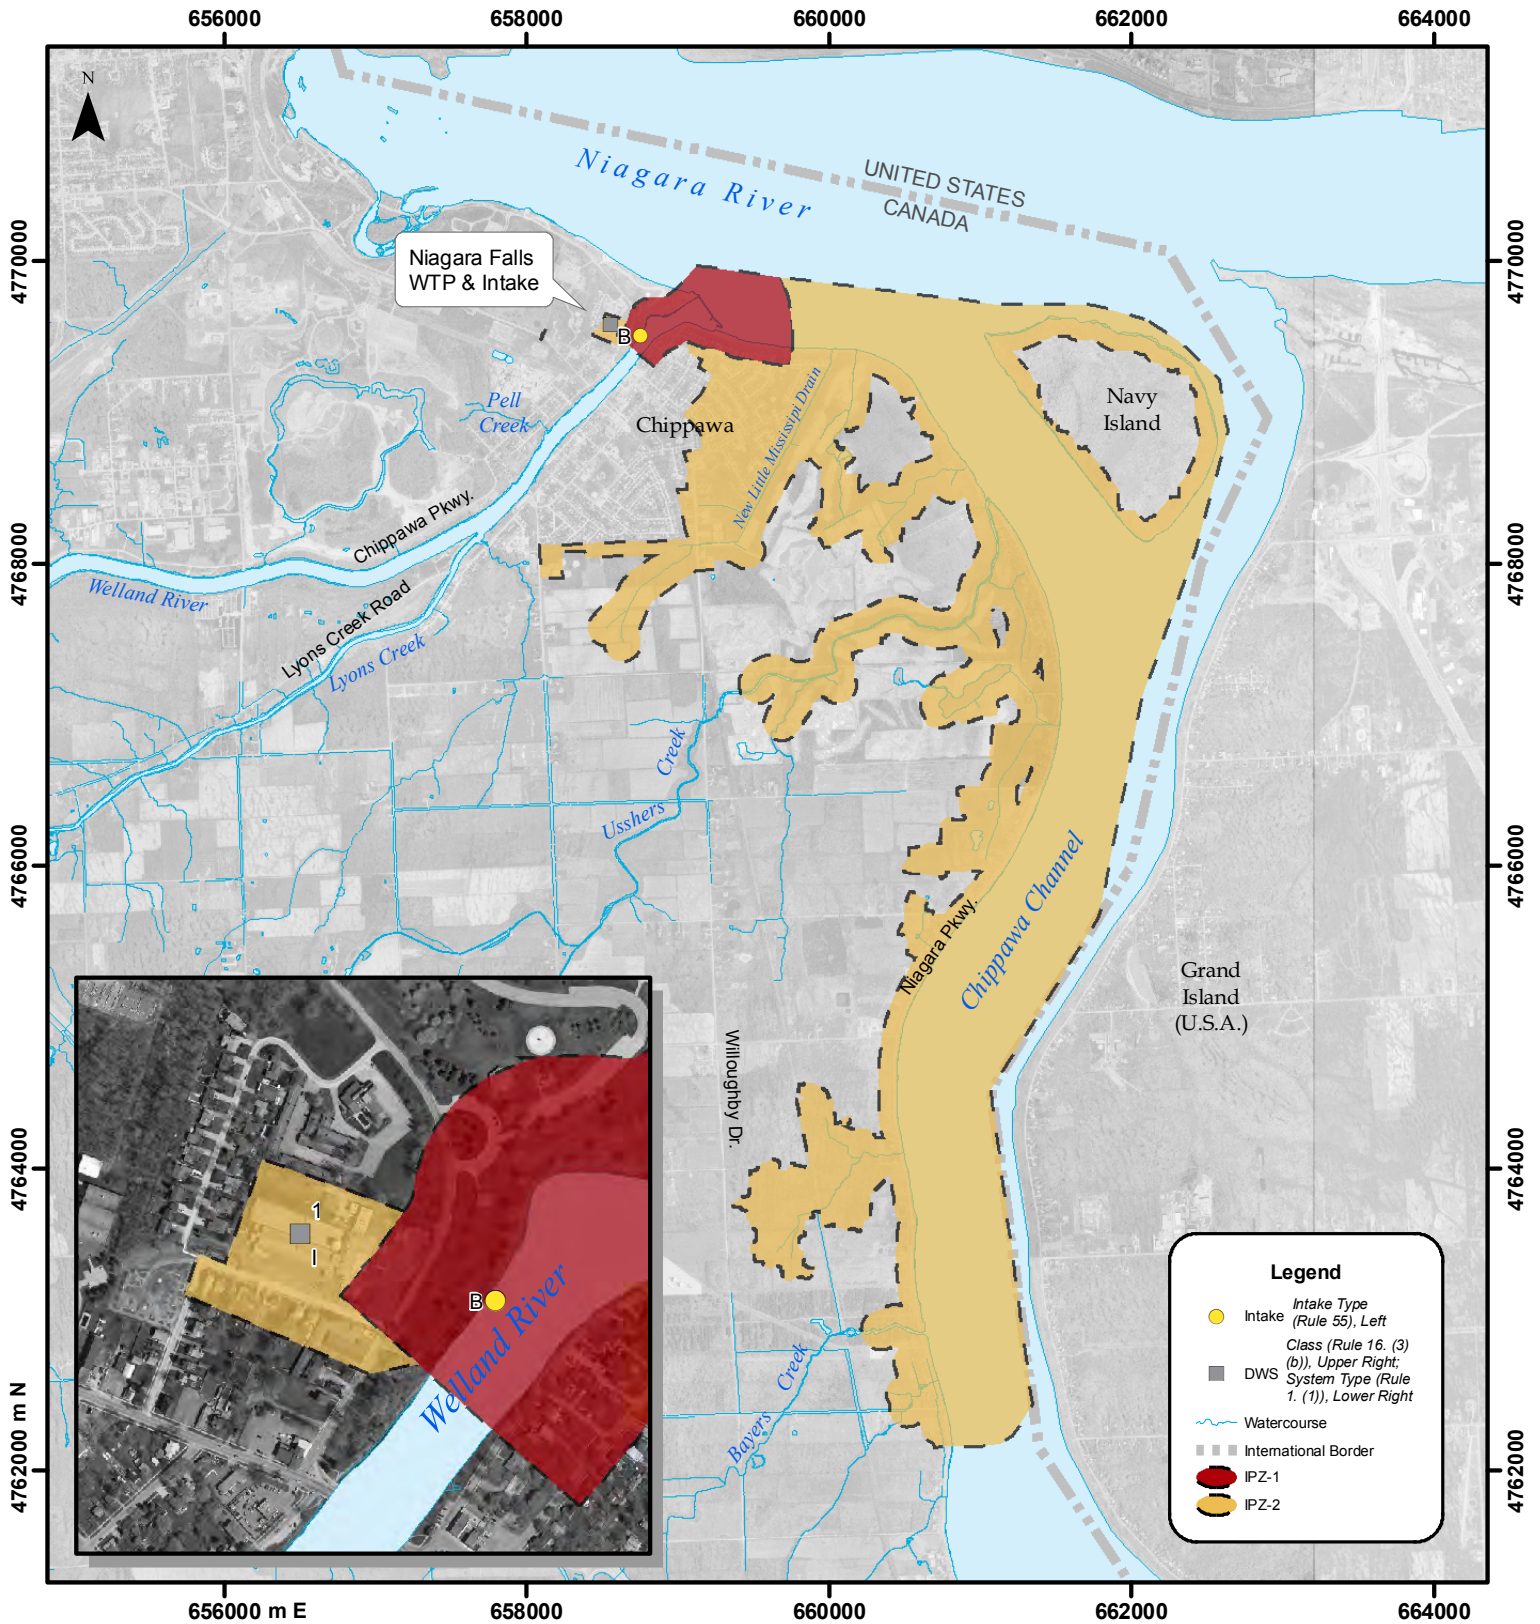 656000
658000
660000
662000
664000
N
Niagara River
UNITED STATES
CANADA
4770000
4770000
Niagara Falls
WTP & Intake
B
Pell
Creek
Chippawa
New Little Mississipi Drain
Navy
Island
Chippawa Pkwy.
4768000
4768000
Welland River
Lyons Creek Road
Lyons Creek
Creek
Usshers
4766000
4766000
Chippawa Channel
Niagara Pkwy.
Grand
Island
(U.S.A.)
Willoughby Dr.
4764000
4764000
1
I
B
Welland River
Creek
Bayers
4762000 m N
4762000
Legend
Intake
Intake Type
(Rule 55), Left
DWS
Class (Rule 16. (3)
(b)), Upper Right;
System Type (Rule
1. (1)), Lower Right
Watercourse
International Border
IPZ-1
IPZ-2
656000 m E
658000
660000
662000
664000